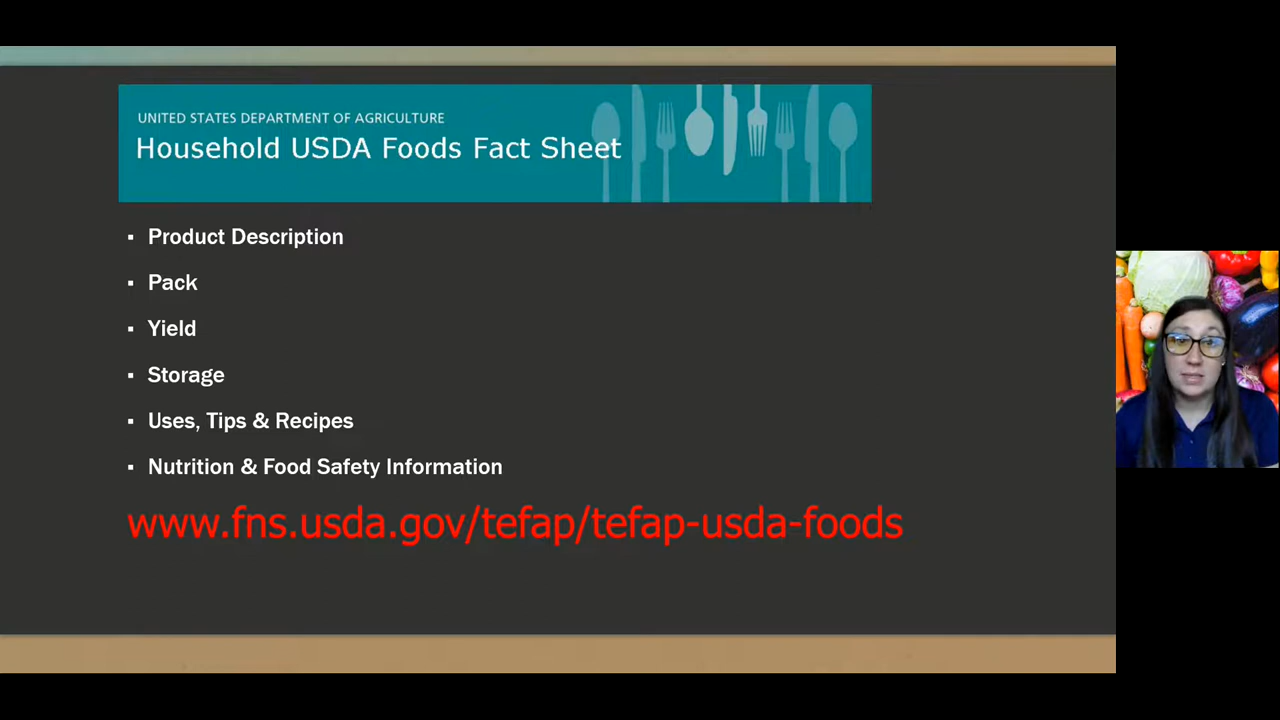 UNITED STATES DEPARTMENT OF AGRICULTURE
Household USDA Foods Fact Sheet
▪ Product Description
▪ Pack
▪ Yield
▪ Storage
▪ Uses, Tips & Recipes
▪ Nutrition & Food Safety Information
www.fns.usda.gov/tefap/tefap-usda-foods